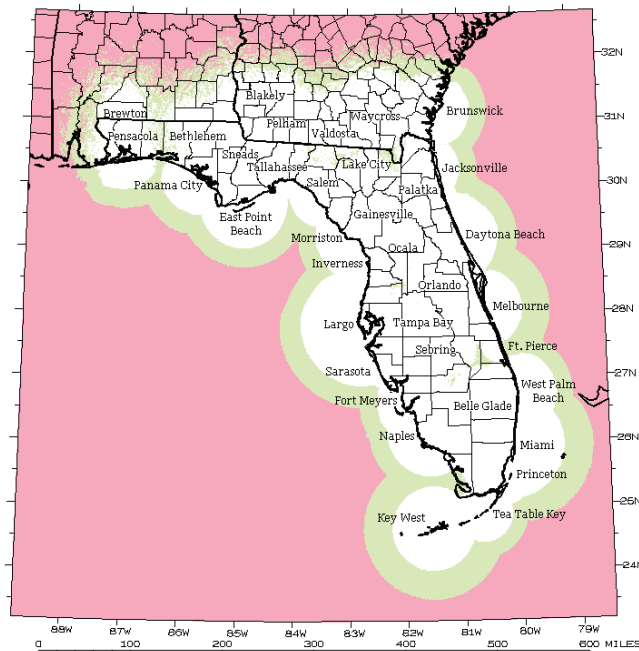 32N
Blakely
Brewton
Waycross
Brunswick
31N
Pensacola
Bethlehem
Pelham
Valdosta
Sneads
Tallahassee
Lake City
Jacksonville
30N
Panama City
Salem
Palatka
East Point
Beach
Gainesville
Morriston
Daytona Beach
29N
Ocala
Inverness
Orlando
28N
Melbourne
Largo
Tampa Bay
Sebring
Ft. Pierce
27N
Sarasota
West Palm
Beach
Fort Meyers
Belle Glade
26N
Naples
Miami
Princeton
25N
Key West
Tea Table Key
24N
88W 87W 86W 85W 84W 83W 82W 81W 80W 79W
0 100 200 300 400 500 600 MILES